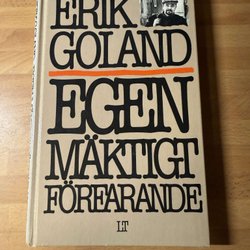 ERIK
GOLAND
EGEN
MÄKTIGT
FÖRFARANDE
LT